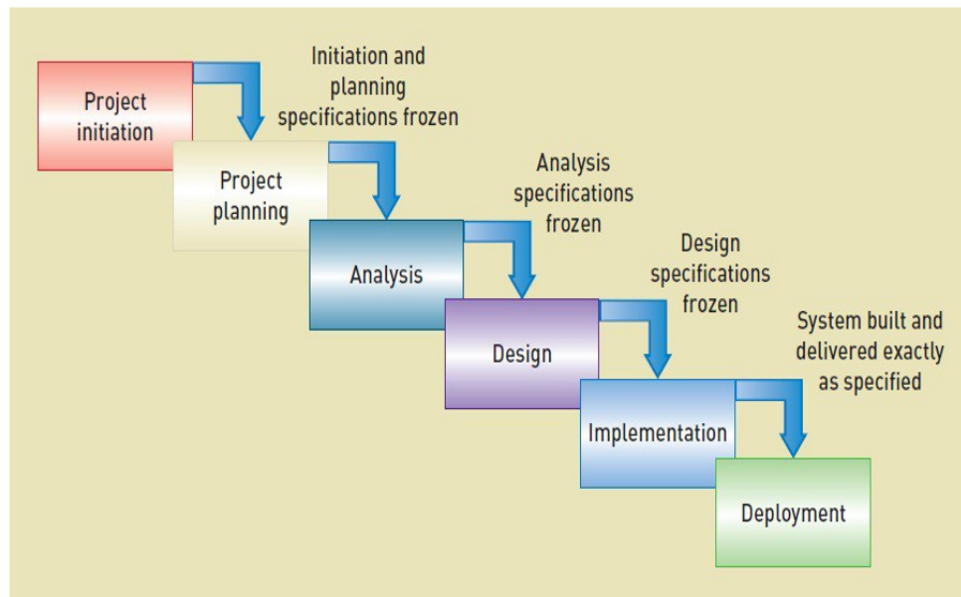 Project
initiation
Initiation and
planning
specifications frozen
Project
planning
Analysis
specifications
frozen
Analysis
Design
specifications
frozen
Design
System built and
delivered exactly
as specified
Implementation
Deployment